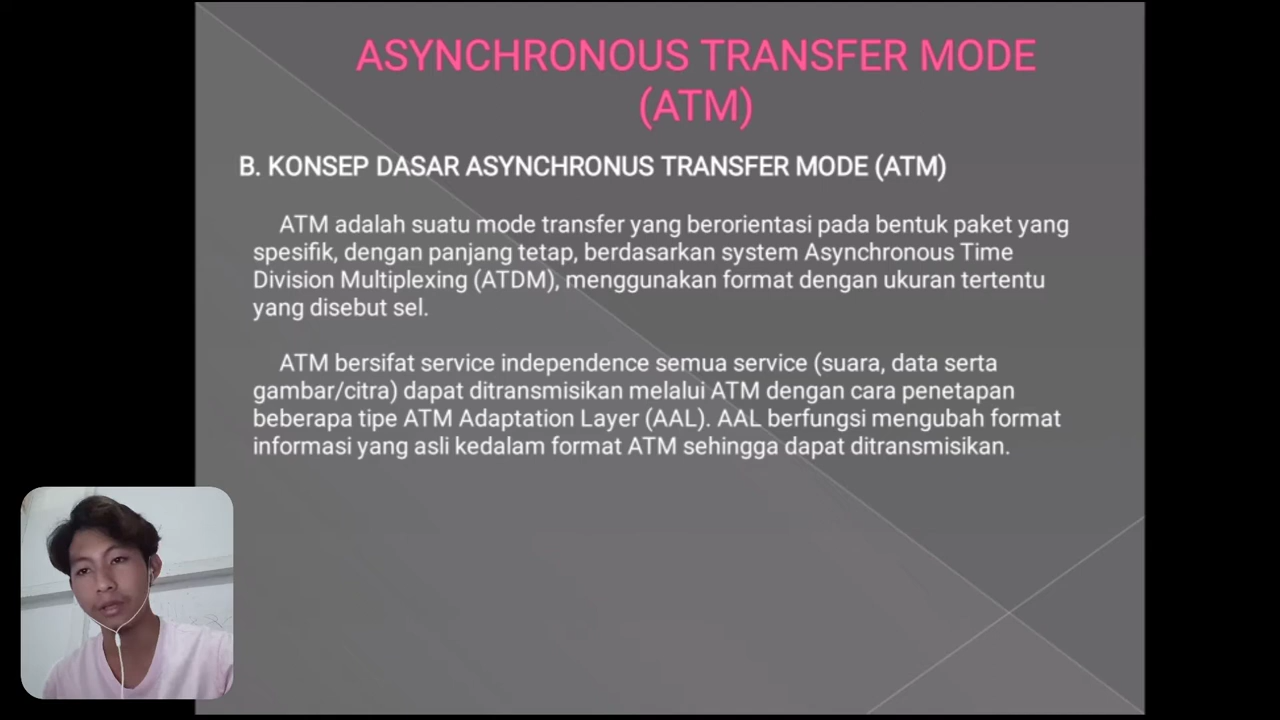 ASYNCHRONOUS TRANSFER MODE
(ATM)
B. KONSEP DASAR ASYNCHRONUS TRANSFER MODE (ATM)
ATM adalah suatu mode transfer yang berorientasi pada bentuk paket yang
spesifik, dengan panjang tetap, berdasarkan system Asynchronous Time
Division Multiplexing (ATDM), menggunakan format dengan ukuran tertentu
yang disebut sel.
ATM bersifat service independence semua service (suara, data serta
gambar/citra) dapat ditransmisikan melalui ATM dengan cara penetapan
beberapa tipe ATM Adaptation Layer (AAL). AAL berfungsi mengubah format
informasi yang asli kedalam format ATM sehingga dapat ditransmisikan.